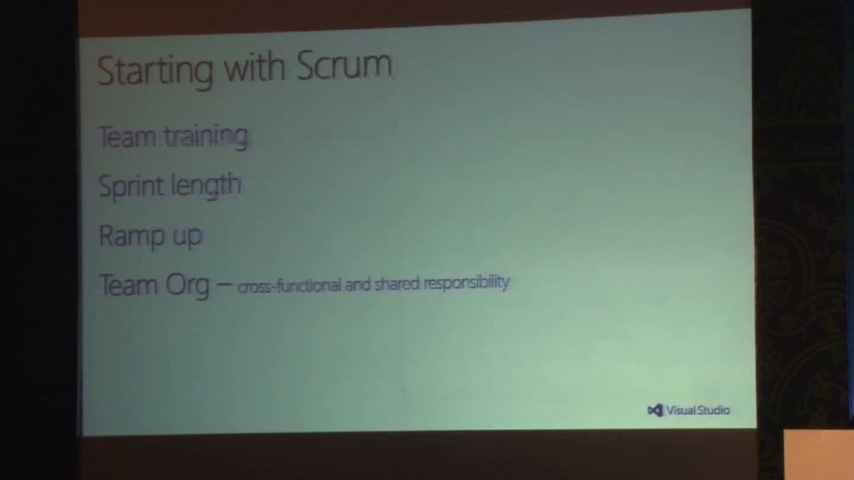 Starting with Scrum
Team training
Sprint length
Ramp up
Team Org – cross-functional and shared responsibility
Visual Studio